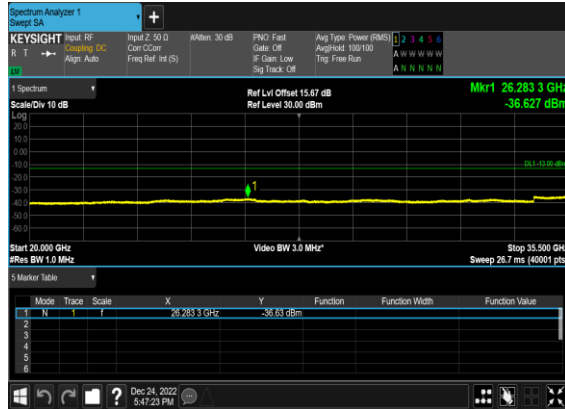 Spectrum Analyzer 1
Swept SA
+
KEYSIGHT Input: RF Input Z: 50 Ω #Atten: 30 dB PNO: Fast Avg Type: Power (RMS) 1 2 3 4 5 6
R T Coupling: DC Corr CCorr Gate: Off Avg|Hold: 100/100 A W W W W W
Align: Auto Freq Ref: Int (S) IF Gain: Low Trig: Free Run
Sig Track: Off A N N N N N
1 Spectrum Ref Lvl Offset 15.67 dB Mkr1 26.283 3 GHz
Scale/Div 10 dB Ref Level 30.00 dBm -36.627 dBm
Log
20.0
10.0
0.00
-10.0 DL1 -13.00 dBm
-20.0
-30.0 1
-40.0
-50.0
-60.0
Start 20.000 GHz Video BW 3.0 MHz* Stop 35.500 GHz
#Res BW 1.0 MHz Sweep 26.7 ms (40001 pts)
5 Marker Table
Mode Trace Scale X Y Function Function Width Function Value
1 N 1 f 26.283 3 GHz -36.63 dBm
2
3
4
5
6
? Dec 24, 2022
5:47:23 PM